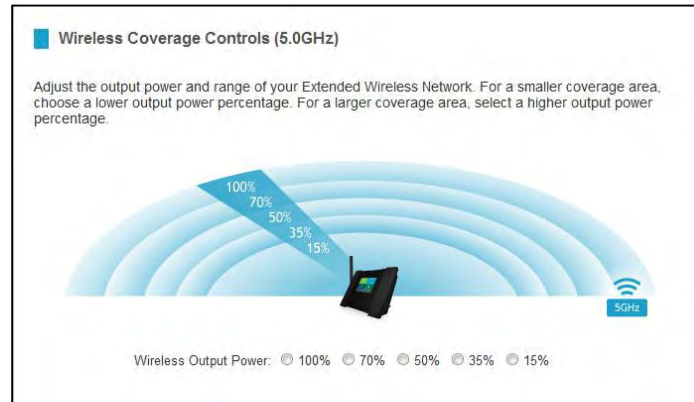 Wireless Coverage Controls (5.0GHz)
Adjust the output power and range of your Extended Wireless Network. For a smaller coverage area,
choose a lower output power percentage. For a larger coverage area, select a higher output power
percentage.
100%
70%
50%
35%
15%
5GHz
Wireless Output Power: 100% 70% 50% 35% 15%